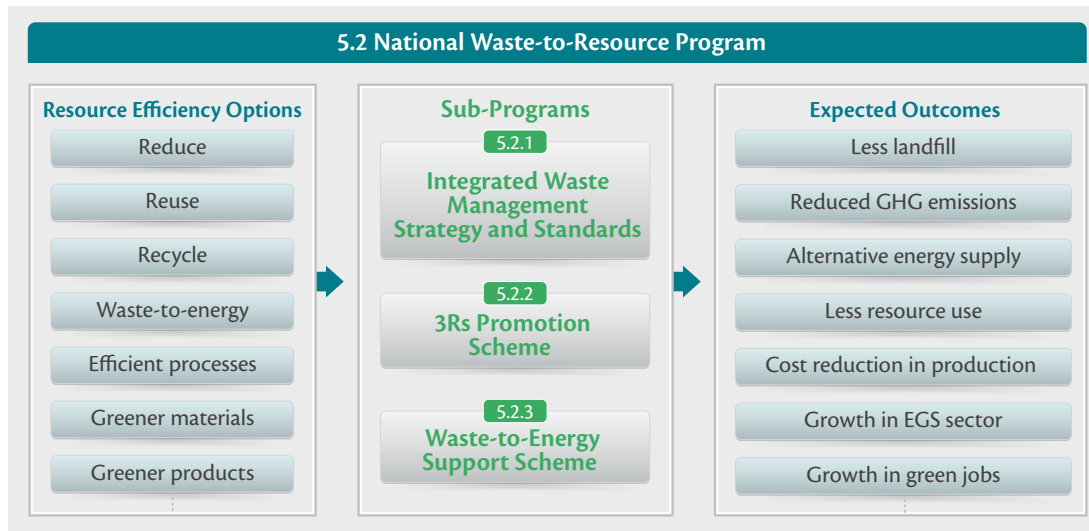 5.2 National Waste-to-Resource Program
Resource Efficiency Options
Reduce
Reuse
Recycle
Waste-to-energy
Efficient processes
Greener materials
Greener products
Sub-Programs
5.2.1
Integrated Waste
Management
Strategy and Standards
5.2.2
3Rs Promotion
Scheme
5.2.3
Waste-to-Energy
Support Scheme
Expected Outcomes
Less landfill
Reduced GHG emissions
Alternative energy supply
Less resource use
Cost reduction in production
Growth in EGS sector
Growth in green jobs